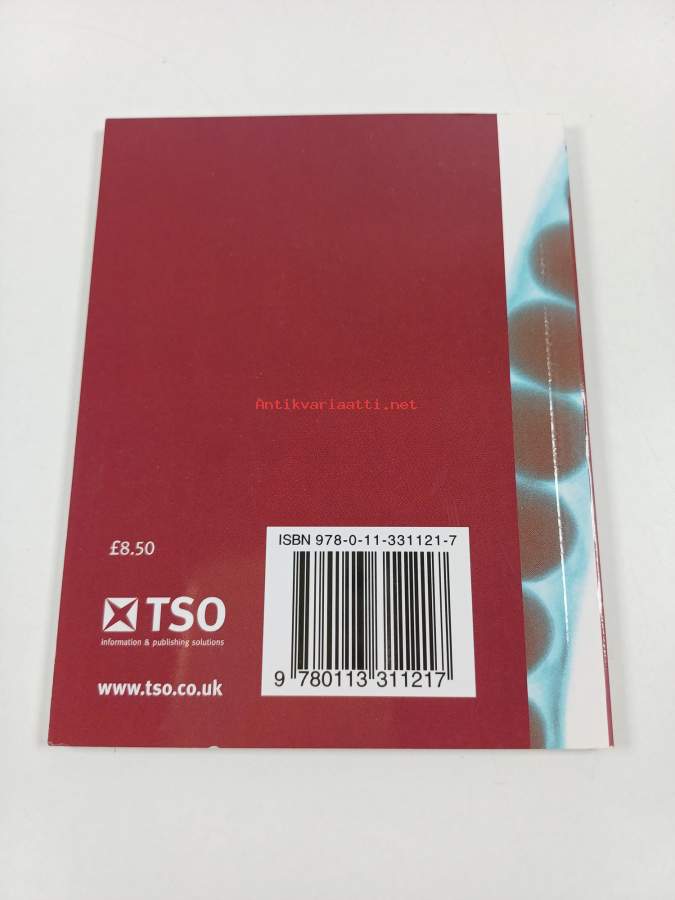 Antikvariaatti.net
£8.50
ISBN 978-0-11-331121-7
TSO
information & publishing solutions
www.tso.co.uk
9 780113 311217